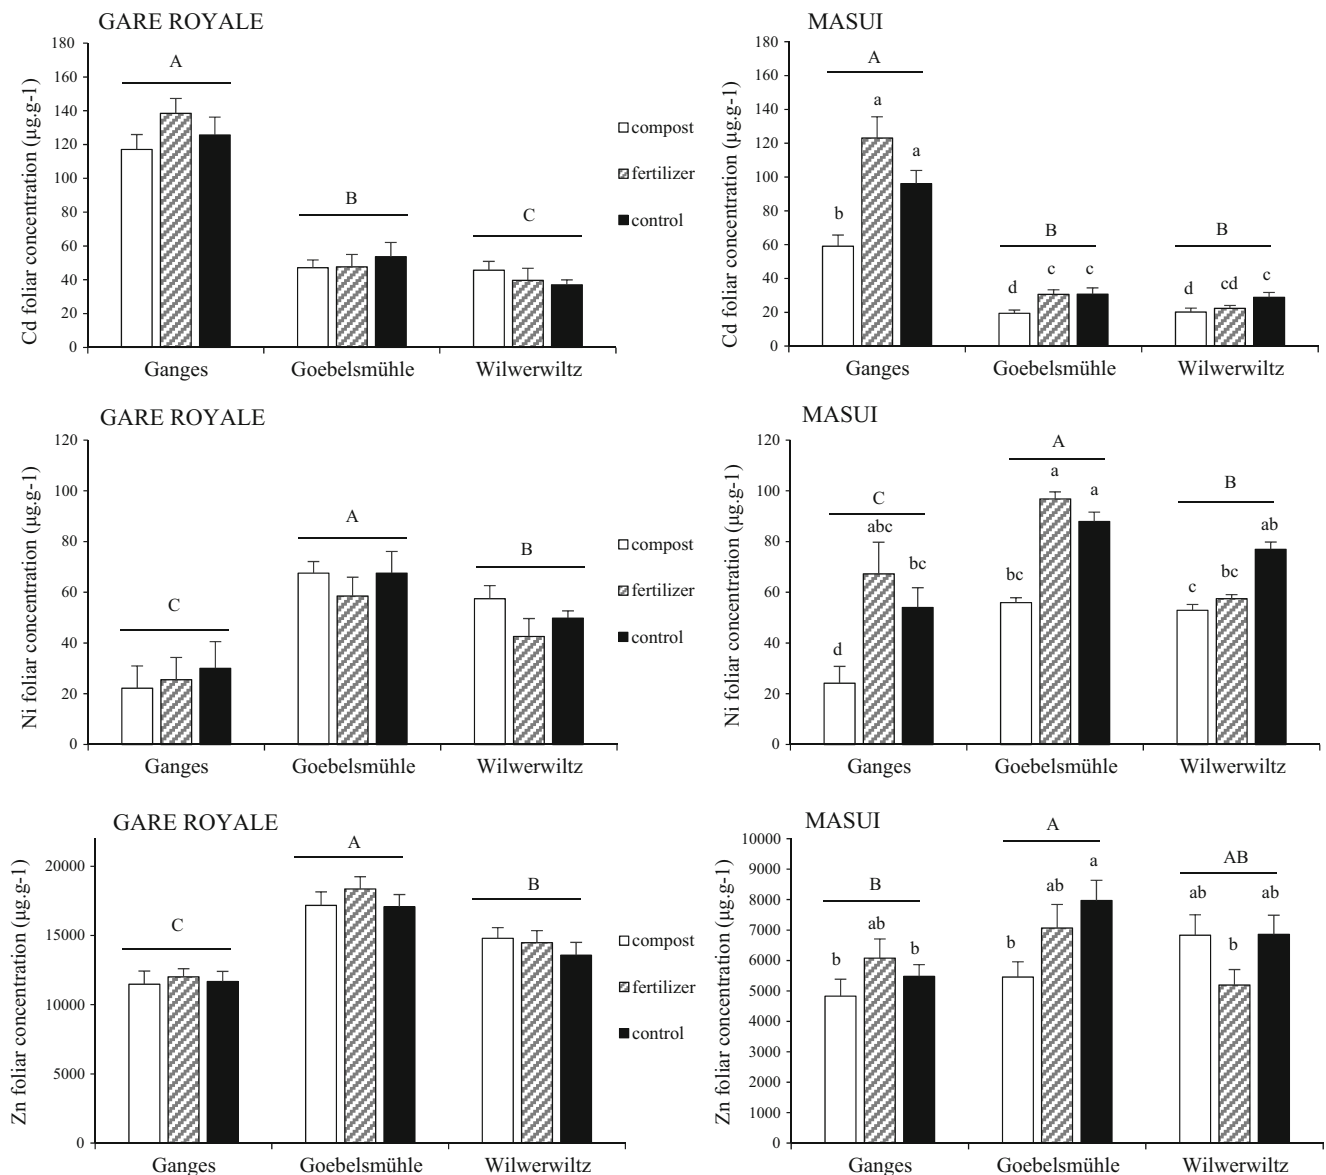 GARE ROYALE
Cd foliar concentration (µg.g-1)
180
160
140
120
100
80
60
40
20
0
A
B
C
Ganges
Goebelsmühle
Wilwerwiltz
compost
fertilizer
control
MASUI
Cd foliar concentration (µg.g-1)
180
160
140
120
100
80
60
40
20
0
A
B
B
b
a
a
d
c
c
d
cd
c
Ganges
Goebelsmühle
Wilwerwiltz
GARE ROYALE
Ni foliar concentration (µg.g-1)
120
100
80
60
40
20
0
C
A
B
Ganges
Goebelsmühle
Wilwerwiltz
compost
fertilizer
control
MASUI
Ni foliar concentration (µg.g-1)
120
100
80
60
40
20
0
C
A
B
d
abc
bc
bc
a
a
c
bc
ab
Ganges
Goebelsmühle
Wilwerwiltz
GARE ROYALE
Zn foliar concentration (µg.g-1)
20000
15000
10000
5000
0
C
A
B
Ganges
Goebelsmühle
Wilwerwiltz
compost
fertilizer
control
MASUI
Zn foliar concentration (µg.g-1)
10000
9000
8000
7000
6000
5000
4000
3000
2000
1000
0
B
A
AB
b
ab
b
b
ab
a
ab
b
ab
Ganges
Goebelsmühle
Wilwerwiltz